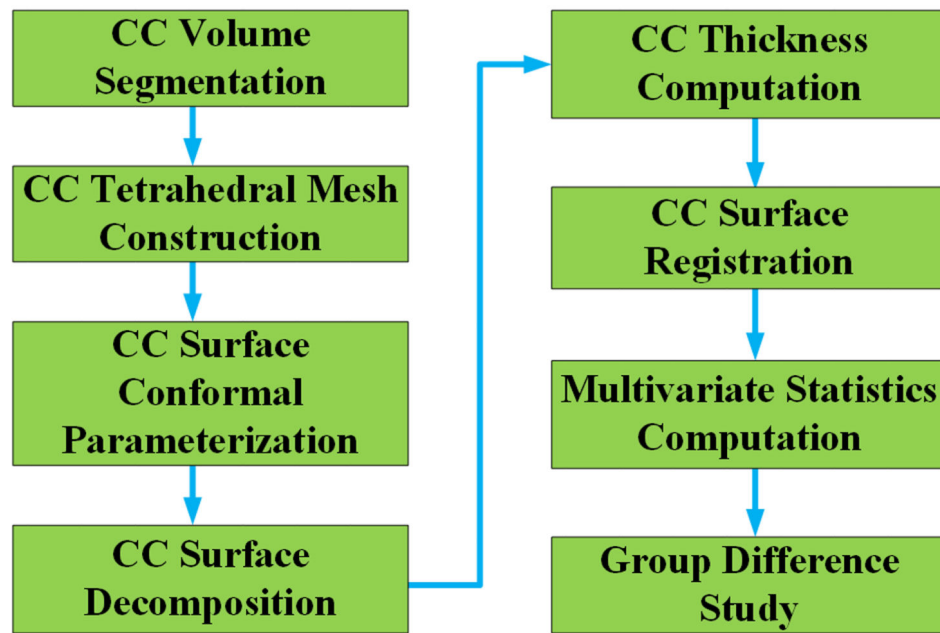 CC Volume
Segmentation
CC Tetrahedral Mesh
Construction
CC Surface
Conformal
Parameterization
CC Surface
Decomposition
CC Thickness
Computation
CC Surface
Registration
Multivariate Statistics
Computation
Group Difference
Study